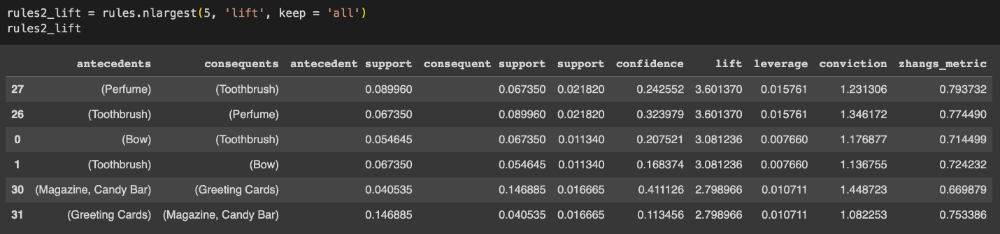 rules2_lift = rules.nlargest(5, 'lift', keep = 'all')
rules2_lift
antecedents consequents antecedent support consequent support support confidence lift leverage conviction zhangs_metric
27 (Perfume) (Toothbrush) 0.089960 0.067350 0.021820 0.242552 3.601370 0.015761 1.231306 0.793732
26 (Toothbrush) (Perfume) 0.067350 0.089960 0.021820 0.323979 3.601370 0.015761 1.346172 0.774490
0 (Bow) (Toothbrush) 0.054645 0.067350 0.011340 0.207521 3.081236 0.007660 1.176877 0.714499
1 (Toothbrush) (Bow) 0.067350 0.054645 0.011340 0.168374 3.081236 0.007660 1.136755 0.724232
30 (Magazine, Candy Bar) (Greeting Cards) 0.040535 0.146885 0.016665 0.411126 2.798966 0.010711 1.448723 0.669879
31 (Greeting Cards) (Magazine, Candy Bar) 0.146885 0.040535 0.016665 0.113456 2.798966 0.010711 1.082253 0.753386